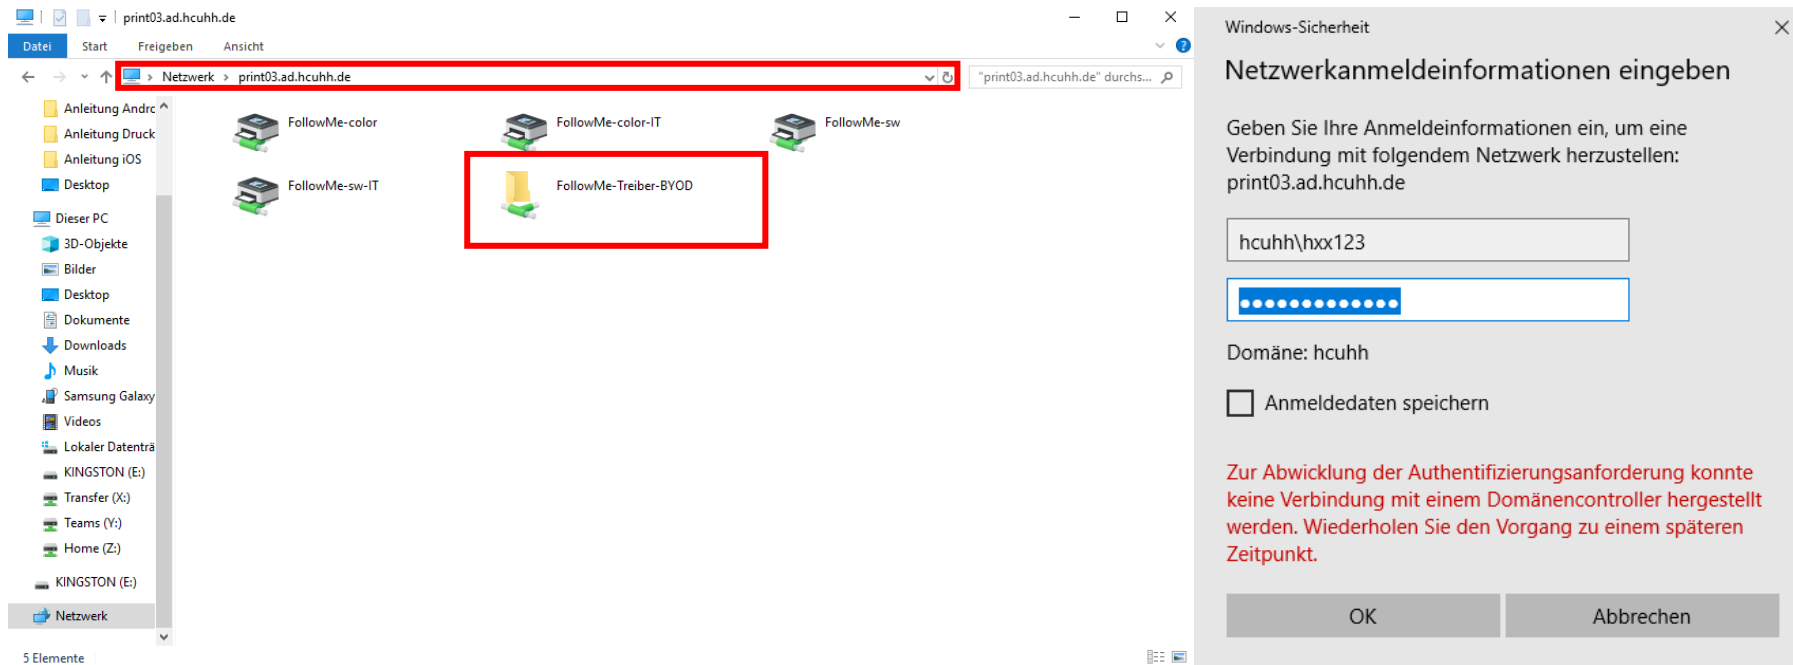 print03.ad.hcuhh.de
Datei Start Freigeben Ansicht
Netzwerk print03.ad.hcuhh.de
"print03.ad.hcuhh.de" durchs...
Anleitung Andrc
Anleitung Druck
Anleitung iOS
Desktop
Dieser PC
3D-Objekte
Bilder
Desktop
Dokumente
Downloads
Musik
Samsung Galaxy
Videos
Lokaler Datenträ
KINGSTON (E:)
Transfer (X:)
Teams (Y:)
Home (Z:)
KINGSTON (E:)
Netzwerk
5 Elemente
FollowMe-color
FollowMe-color-IT
FollowMe-sw
FollowMe-sw-IT
FollowMe-Treiber-BYOD
Windows-Sicherheit
Netzwerkanmeldeinformationen eingeben
Geben Sie Ihre Anmeldeinformationen ein, um eine
Verbindung mit folgendem Netzwerk herzustellen:
print03.ad.hcuhh.de
hcuhh\hxx123
Domäne: hcuhh
Anmeldedaten speichern
Zur Abwicklung der Authentifizierungsanforderung konnte
keine Verbindung mit einem Domänencontroller hergestellt
werden. Wiederholen Sie den Vorgang zu einem späteren
Zeitpunkt.
OK
Abbrechen